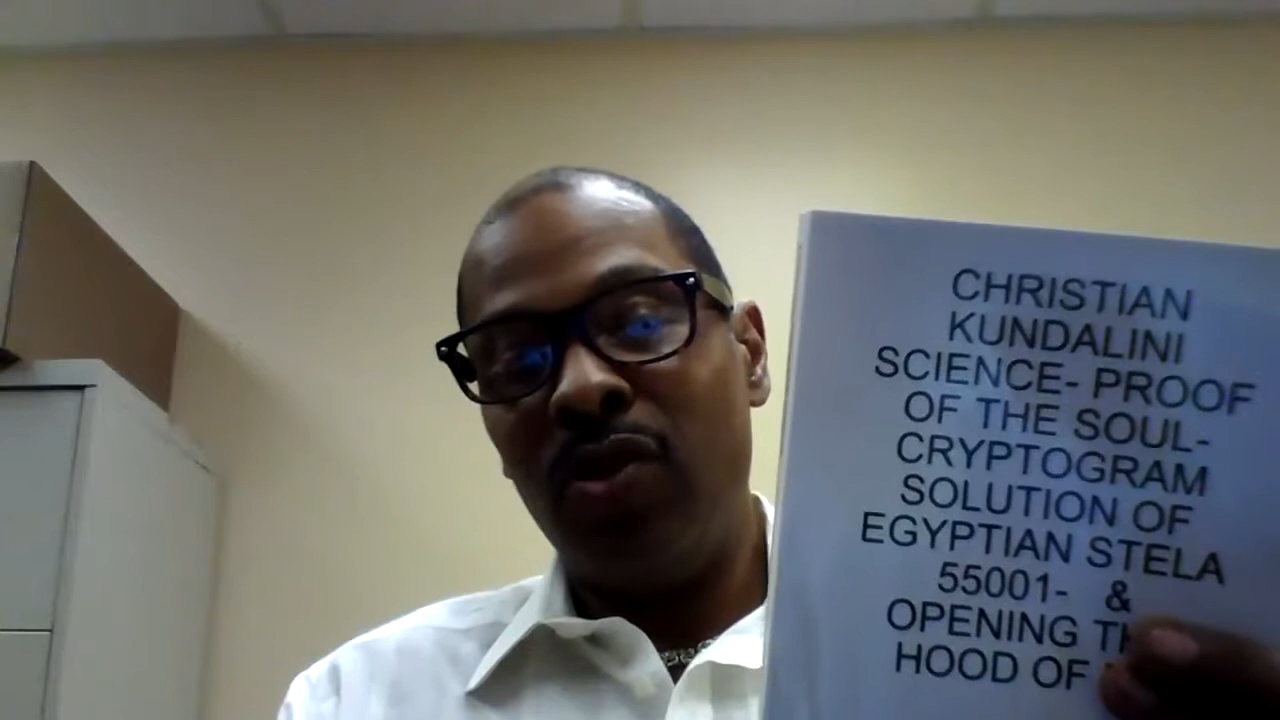 CHRISTIAN
KUNDALINI
SCIENCE- PROOF
OF THE SOUL-
CRYPTOGRAM
SOLUTION OF
EGYPTIAN STELA
55001- &
OPENING
HOOD OF